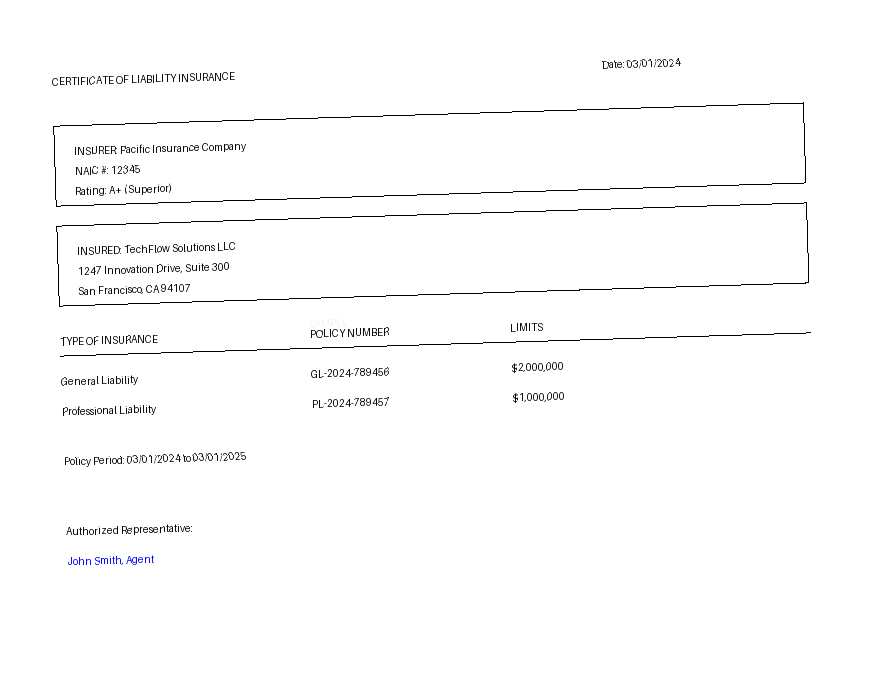 CERTIFICATE OF LIABILITY INSURANCE
Date: 03/01/2024
INSURER: Pacific Insurance Company
NAIC #: 12345
Rating: A+ (Superior)
INSURED: TechFlow Solutions LLC
1247 Innovation Drive, Suite 300
San Francisco, CA 94107
TYPE OF INSURANCE POLICY NUMBER LIMITS
General Liability GL-2024-789456 $2,000,000
Professional Liability PL-2024-789457 $1,000,000
Policy Period: 03/01/2024 to 03/01/2025
Authorized Representative:
John Smith, Agent